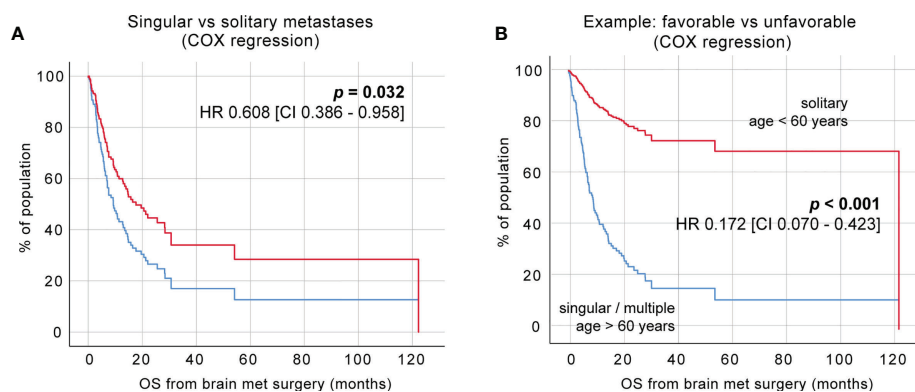 A
Singular vs solitary metastases
(COX regression)
% of population
100
80
60
40
20
0
p = 0.032
HR 0.608 [CI 0.386 - 0.958]
0 20 40 60 80 100 120
OS from brain met surgery (months)
B
Example: favorable vs unfavorable
(COX regression)
% of population
100
80
60
40
20
0
solitary
age < 60 years
p < 0.001
HR 0.172 [CI 0.070 - 0.423]
singular / multiple
age > 60 years
0 20 40 60 80 100 120
OS from brain met surgery (months)